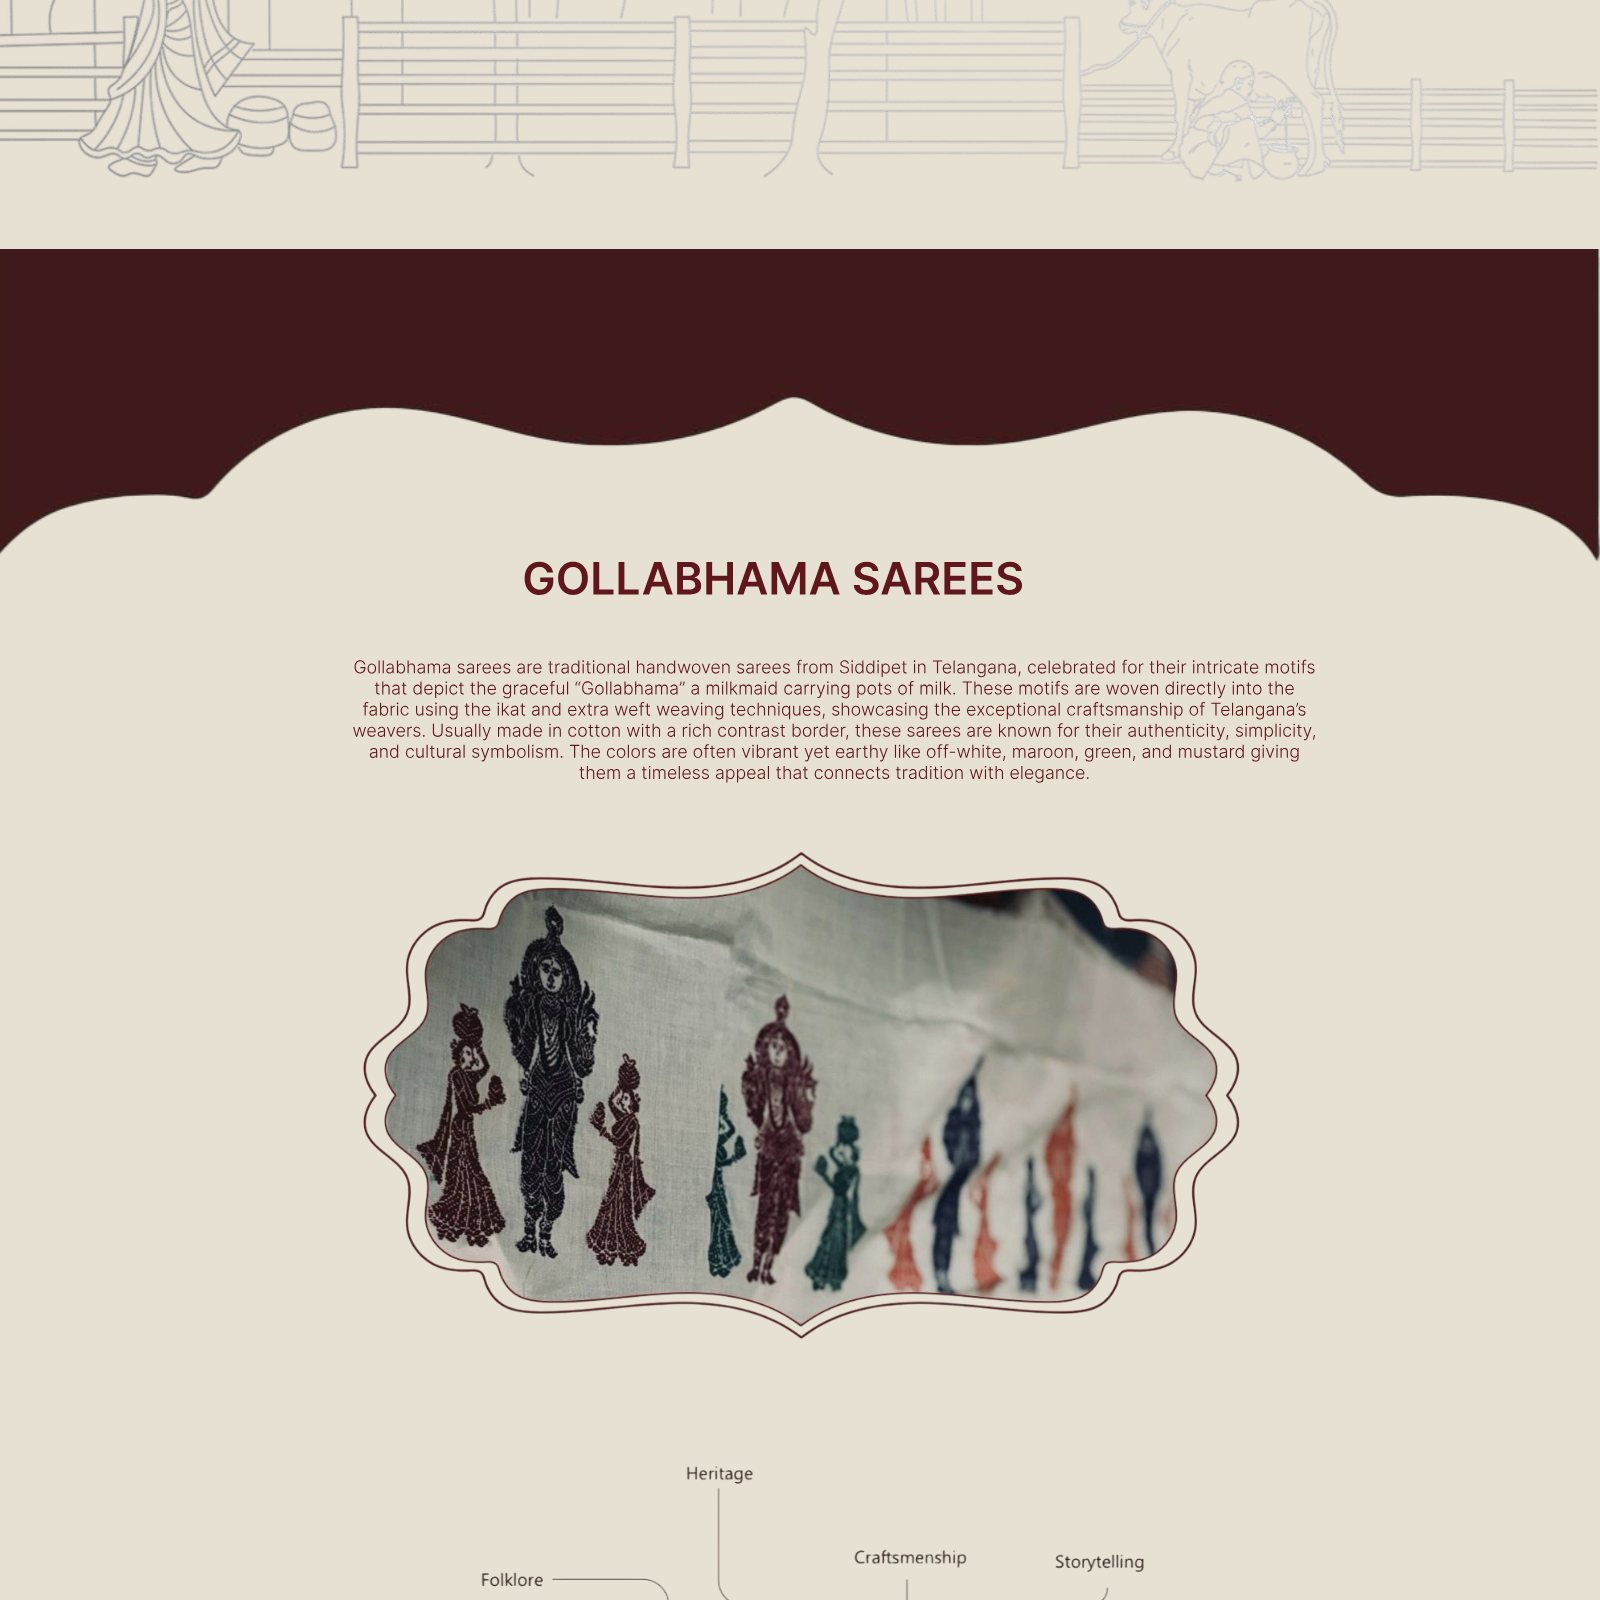 GOLLABHAMA SAREES
Gollabhama sarees are traditional handwoven sarees from Siddipet in Telangana, celebrated for their intricate motifs
that depict the graceful “Gollabhama” a milkmaid carrying pots of milk. These motifs are woven directly into the
fabric using the ikat and extra weft weaving techniques, showcasing the exceptional craftsmanship of Telangana’s
weavers. Usually made in cotton with a rich contrast border, these sarees are known for their authenticity, simplicity,
and cultural symbolism. The colors are often vibrant yet earthy like off-white, maroon, green, and mustard giving
them a timeless appeal that connects tradition with elegance.
Heritage
Craftsmenship
Storytelling
Folklore